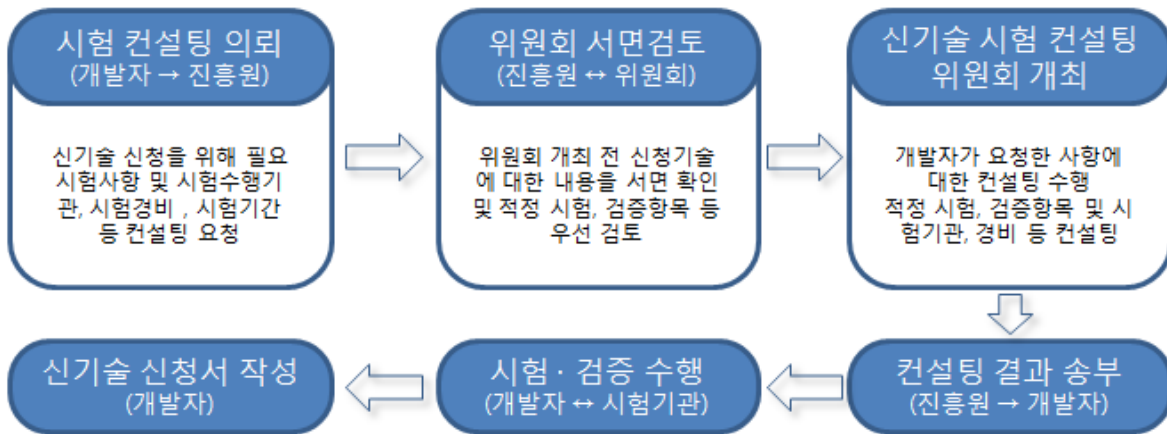 시험 컨설팅 의뢰
(개발자 → 진흥원)
신기술 신청을 위해 필요
시험사항 및 시험수행기
관, 시험경비 , 시험기간
등 컨설팅 요청
위원회 서면검토
(진흥원 ↔ 위원회)
위원회 개최 전 신청기술
에 대한 내용을 서면 확인
및 적정 시험, 검증항목 등
우선 검토
신기술 시험 컨설팅
위원회 개최
개발자가 요청한 사항에
대한 컨설팅 수행
적정 시험, 검증항목 및 시
험기관, 경비 등 컨설팅
컨설팅 결과 송부
(진흥원 → 개발자)
시험 · 검증 수행
(개발자 ↔ 시험기관)
신기술 신청서 작성
(개발자)